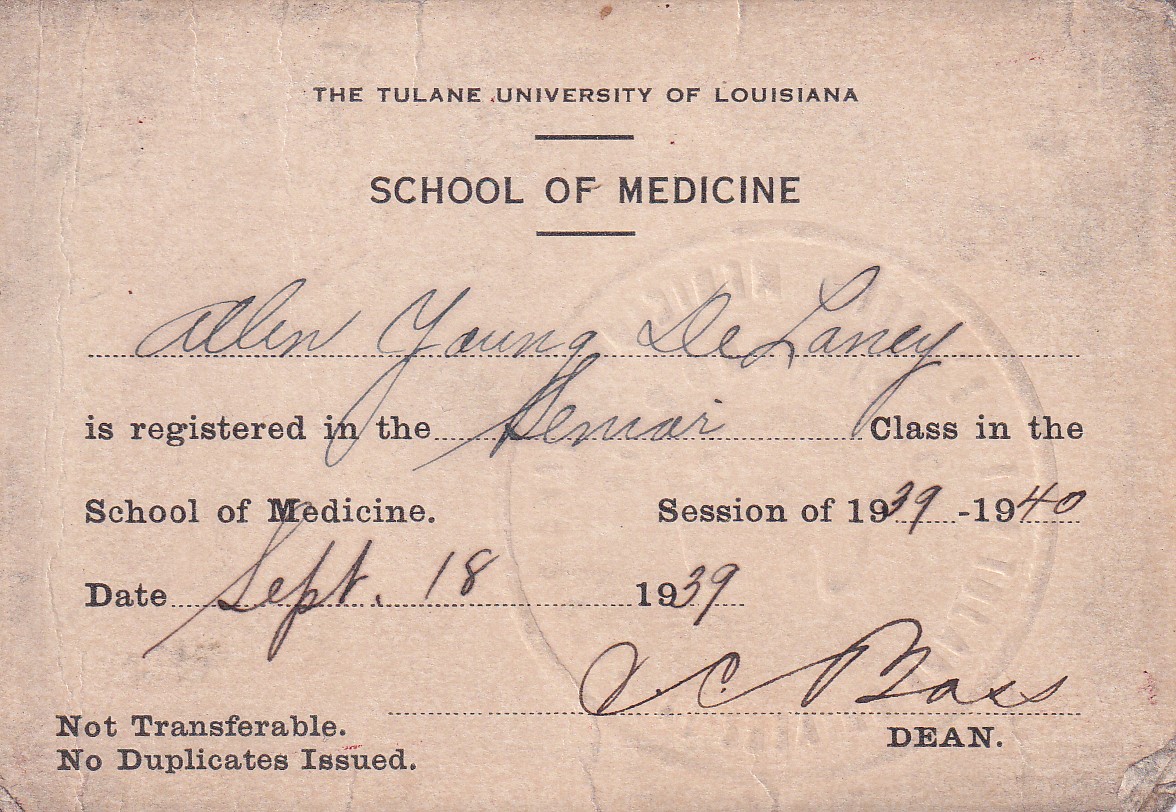 THE TULANE UNIVERSITY OF LOUISIANA
SCHOOL OF MEDICINE
Allen Young DeLaney
is registered in the Senior Class in the
School of Medicine. Session of 1939-1940
Date Sept. 18 1939
C. C. Bass
DEAN.
Not Transferable.
No Duplicates Issued.